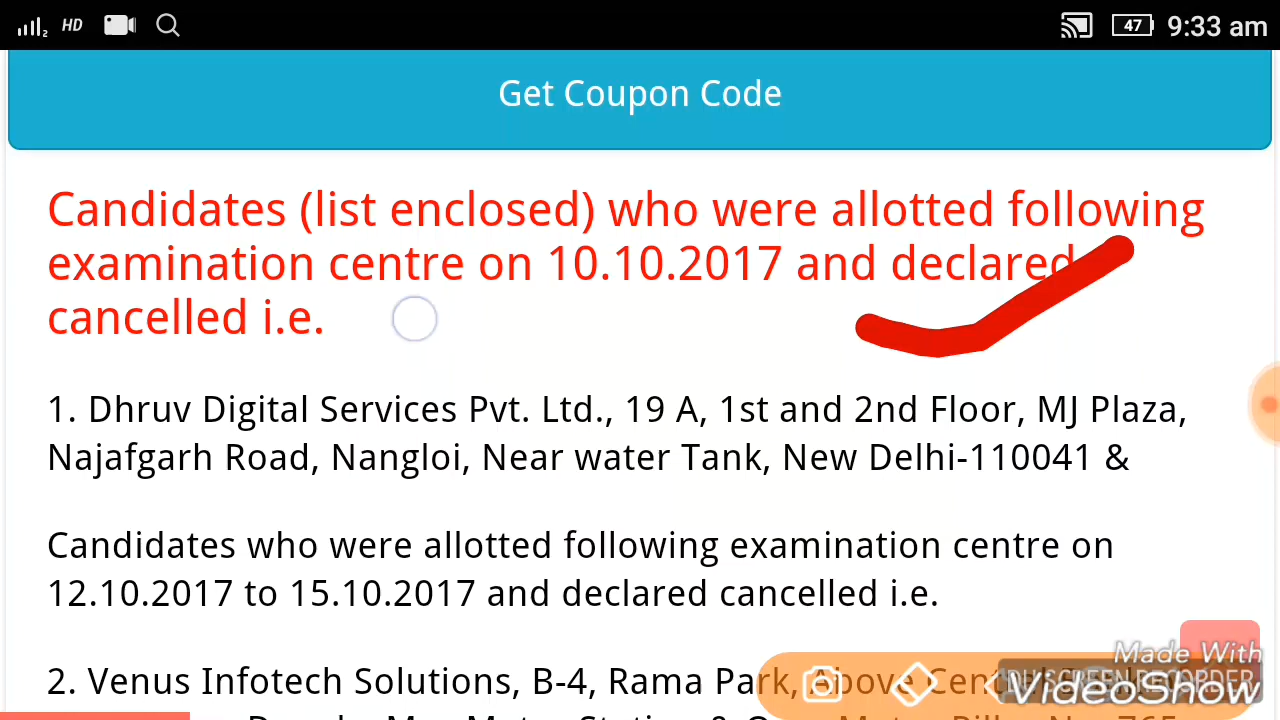 HD 47 9:33 am
Get Coupon Code
Candidates (list enclosed) who were allotted following
examination centre on 10.10.2017 and declared
cancelled i.e.
1. Dhruv Digital Services Pvt. Ltd., 19 A, 1st and 2nd Floor, MJ Plaza,
Najafgarh Road, Nangloi, Near water Tank, New Delhi-110041 &
Candidates who were allotted following examination centre on
12.10.2017 to 15.10.2017 and declared cancelled i.e.
2. Venus Infotech Solutions, B-4, Rama Park, Above Central
Made With
VideoShow